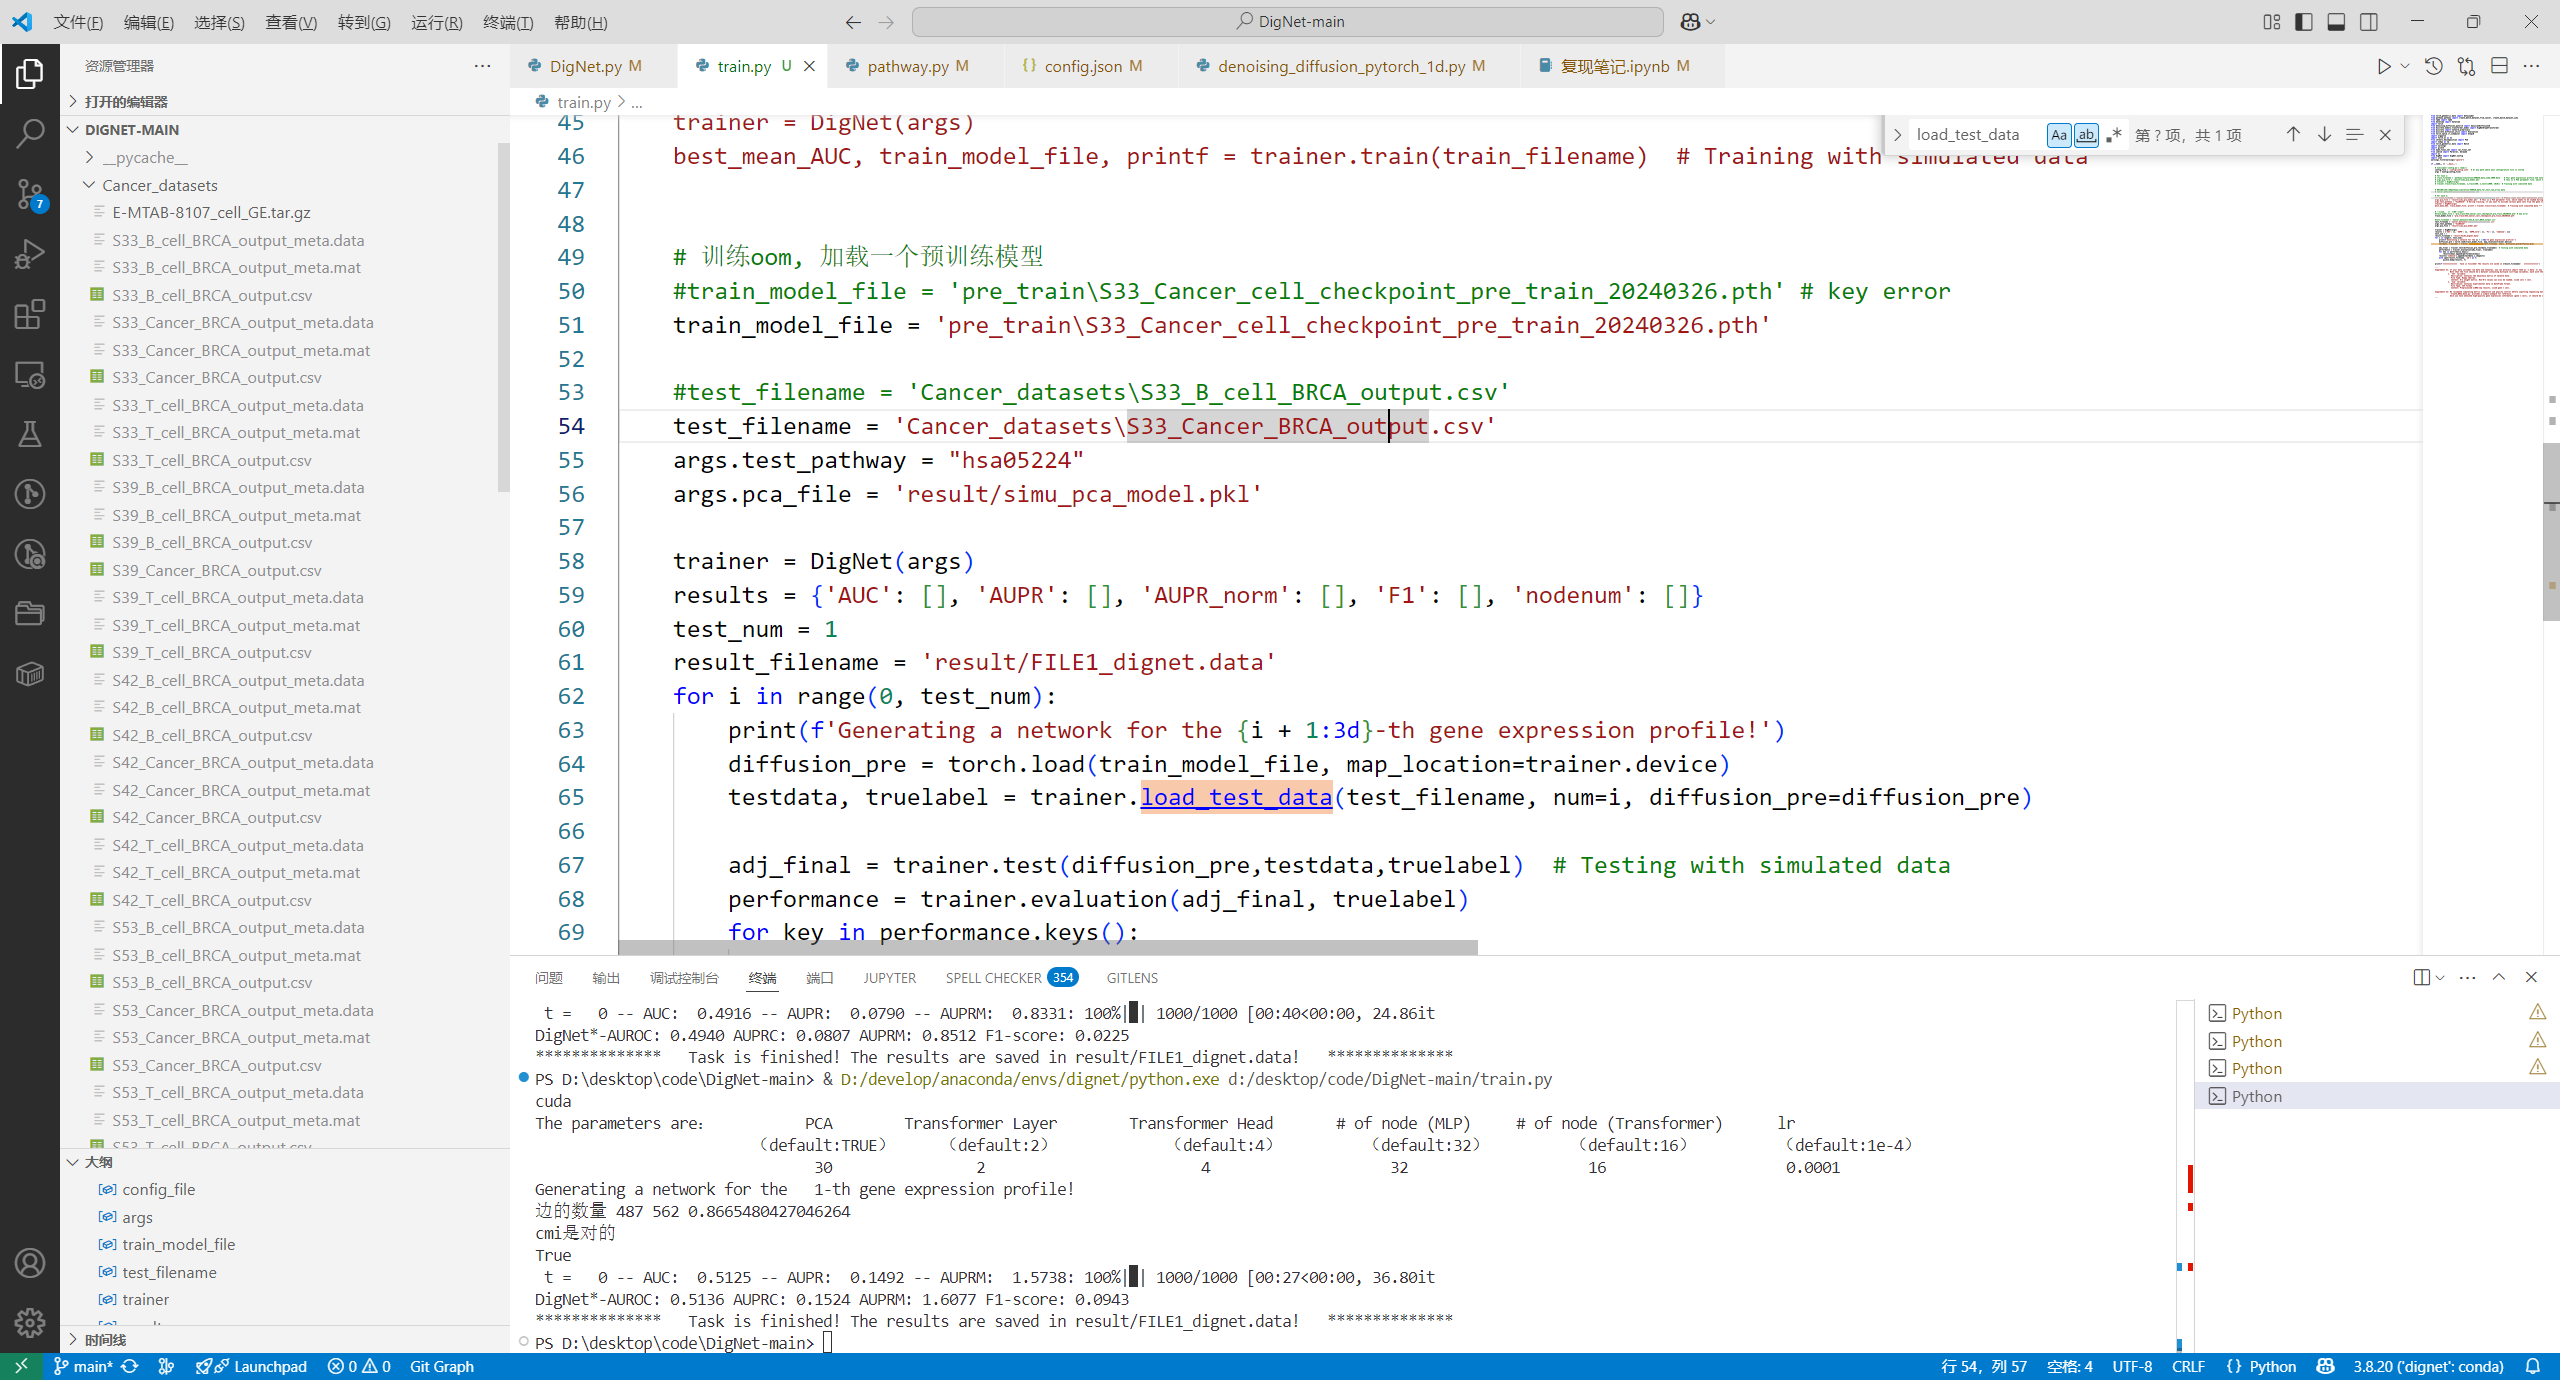 文件(F) 编辑(E) 选择(S) 查看(V) 转到(G) 运行(R) 终端(T) 帮助(H)
DigNet-main
资源管理器
DigNet.py M train.py U pathway.py M config.json M denoising_diffusion_pytorch_1d.py M 复现笔记.ipynb M
train.py > ...
load_test_data Aa ab 第 ? 项，共 1 项
打开的编辑器
DIGNET-MAIN
__pycache__
Cancer_datasets
E-MTAB-8107_cell_GE.tar.gz
S33_B_cell_BRCA_output_meta.data
S33_B_cell_BRCA_output_meta.mat
S33_B_cell_BRCA_output.csv
S33_Cancer_BRCA_output_meta.data
S33_Cancer_BRCA_output_meta.mat
S33_Cancer_BRCA_output.csv
S33_T_cell_BRCA_output_meta.data
S33_T_cell_BRCA_output_meta.mat
S33_T_cell_BRCA_output.csv
S39_B_cell_BRCA_output_meta.data
S39_B_cell_BRCA_output_meta.mat
S39_B_cell_BRCA_output.csv
S39_Cancer_BRCA_output.csv
S39_T_cell_BRCA_output_meta.data
S39_T_cell_BRCA_output_meta.mat
S39_T_cell_BRCA_output.csv
S42_B_cell_BRCA_output_meta.data
S42_B_cell_BRCA_output_meta.mat
S42_B_cell_BRCA_output.csv
S42_Cancer_BRCA_output_meta.data
S42_Cancer_BRCA_output_meta.mat
S42_Cancer_BRCA_output.csv
S42_T_cell_BRCA_output_meta.data
S42_T_cell_BRCA_output_meta.mat
S42_T_cell_BRCA_output.csv
S53_B_cell_BRCA_output_meta.data
S53_B_cell_BRCA_output_meta.mat
S53_B_cell_BRCA_output.csv
S53_Cancer_BRCA_output_meta.data
S53_Cancer_BRCA_output_meta.mat
S53_Cancer_BRCA_output.csv
S53_T_cell_BRCA_output_meta.data
S53_T_cell_BRCA_output_meta.mat
S53_T_cell_BRCA_output.csv
大纲
config_file
args
train_model_file
test_filename
trainer
时间线
7
45 trainer = DigNet(args)
46 best_mean_AUC, train_model_file, printf = trainer.train(train_filename)  # Training with simulated data
47
48
49 # 训练oom, 加载一个预训练模型
50 #train_model_file = 'pre_train\S33_Cancer_cell_checkpoint_pre_train_20240326.pth' # key error
51 train_model_file = 'pre_train\S33_Cancer_cell_checkpoint_pre_train_20240326.pth'
52
53 #test_filename = 'Cancer_datasets\S33_B_cell_BRCA_output.csv'
54 test_filename = 'Cancer_datasets\S33_Cancer_BRCA_output.csv'
55 args.test_pathway = "hsa05224"
56 args.pca_file = 'result/simu_pca_model.pkl'
57
58 trainer = DigNet(args)
59 results = {'AUC': [], 'AUPR': [], 'AUPR_norm': [], 'F1': [], 'nodenum': []}
60 test_num = 1
61 result_filename = 'result/FILE1_dignet.data'
62 for i in range(0, test_num):
63 print(f'Generating a network for the {i + 1:3d}-th gene expression profile!')
64 diffusion_pre = torch.load(train_model_file, map_location=trainer.device)
65 testdata, truelabel = trainer.load_test_data(test_filename, num=i, diffusion_pre=diffusion_pre)
66
67 adj_final = trainer.test(diffusion_pre,testdata,truelabel)  # Testing with simulated data
68 performance = trainer.evaluation(adj_final, truelabel)
69 for key in performance.keys():
问题 输出 调试控制台 终端 端口 JUPYTER SPELL CHECKER 354 GITLENS
t =   0 -- AUC:  0.4916 -- AUPR:  0.0790 -- AUPRM:  0.8331: 100%|█| 1000/1000 [00:40<00:00, 24.86it
DigNet*-AUROC: 0.4940 AUPRC: 0.0807 AUPRM: 0.8512 F1-score: 0.0225
**************   Task is finished! The results are saved in result/FILE1_dignet.data!   **************
PS D:\desktop\code\DigNet-main> & D:/develop/anaconda/envs/dignet/python.exe d:/desktop/code/DigNet-main/train.py
cuda
The parameters are: PCA Transformer Layer Transformer Head # of node (MLP) # of node (Transformer) lr
(default:TRUE) (default:2) (default:4) (default:32) (default:16) (default:1e-4)
30 2 4 32 16 0.0001
Generating a network for the   1-th gene expression profile!
边的数量 487 562 0.8665480427046264
cmi是对的
True
t =   0 -- AUC:  0.5125 -- AUPR:  0.1492 -- AUPRM:  1.5738: 100%|█| 1000/1000 [00:27<00:00, 36.80it
DigNet*-AUROC: 0.5136 AUPRC: 0.1524 AUPRM: 1.6077 F1-score: 0.0943
**************   Task is finished! The results are saved in result/FILE1_dignet.data!   **************
PS D:\desktop\code\DigNet-main>
Python
Python
Python
Python
main* Launchpad 0 0 Git Graph 行 54，列 57 空格: 4 UTF-8 CRLF {} Python 3.8.20 ('dignet': conda)